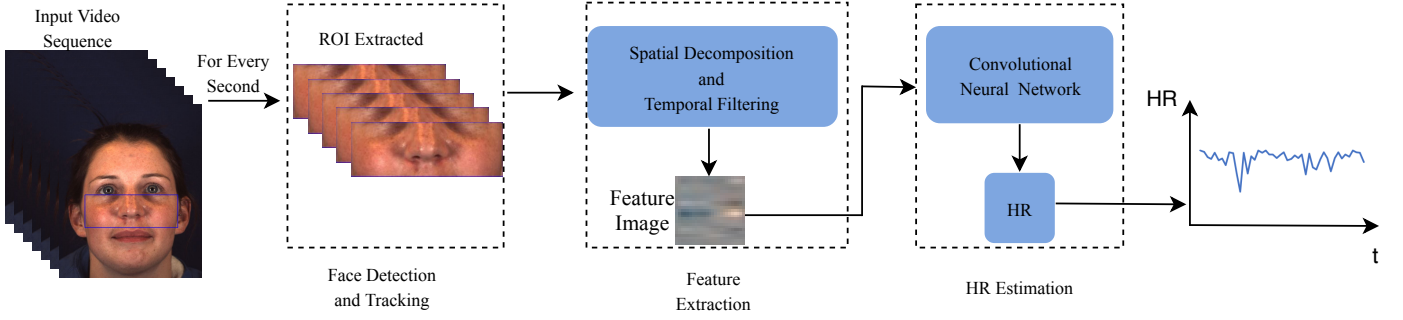 Input Video
Sequence
For Every
Second
ROI Extracted
Face Detection
and Tracking
Spatial Decomposition
and
Temporal Filtering
Feature
Image
Feature
Extraction
Convolutional
Neural Network
HR
HR Estimation
HR
t